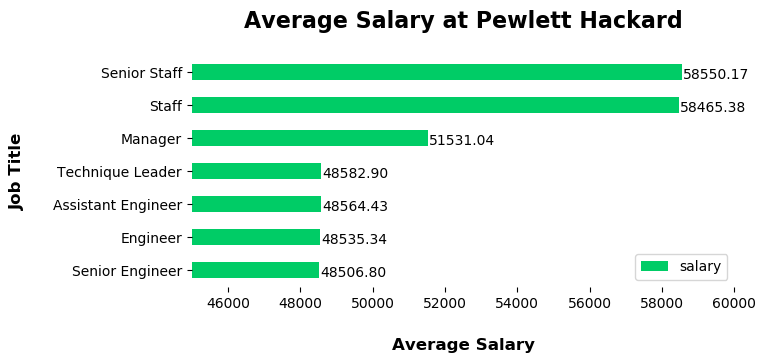 Average Salary at Pewlett Hackard
Senior Staff 58550.17
Staff 58465.38
Manager 51531.04
Technique Leader 48582.90
Assistant Engineer 48564.43
Engineer 48535.34
Senior Engineer 48506.80
Job Title
salary
46000 48000 50000 52000 54000 56000 58000 60000
Average Salary